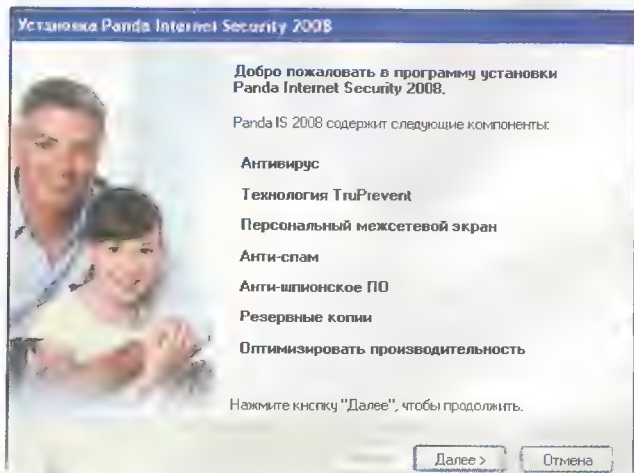 Установка Panda Internet Security 2008
Добро пожаловать в программу установки
Panda Internet Security 2008.
Panda IS 2008 содержит следующие компоненты:
Антивирус
Технология TruPrevent
Персональный межсетевой экран
Анти-спам
Анти-шпионское ПО
Резервные копии
Оптимизировать производительность
Нажмите кнопку "Далее", чтобы продолжить.
Далее >
Отмена